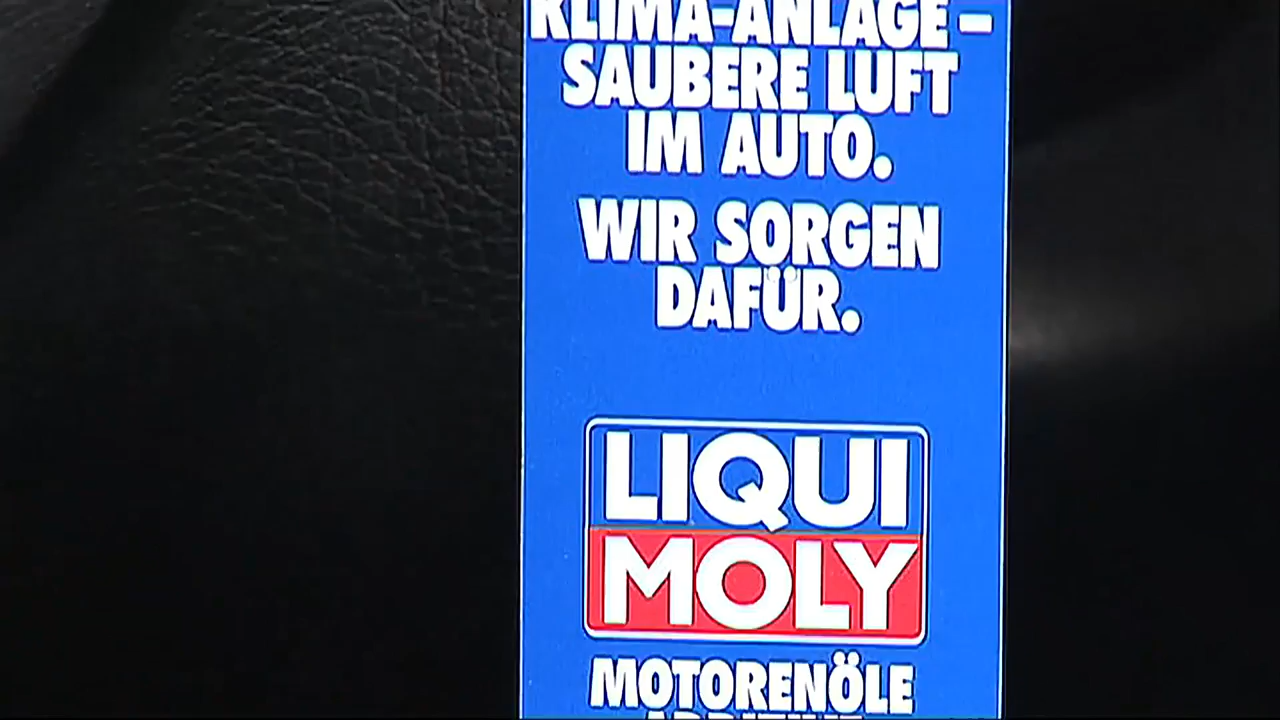 KLIMA-ANLAGE –
SAUBERE LUFT
IM AUTO.
WIR SORGEN
DAFÜR.
LIQUI
MOLY
MOTORENÖLE